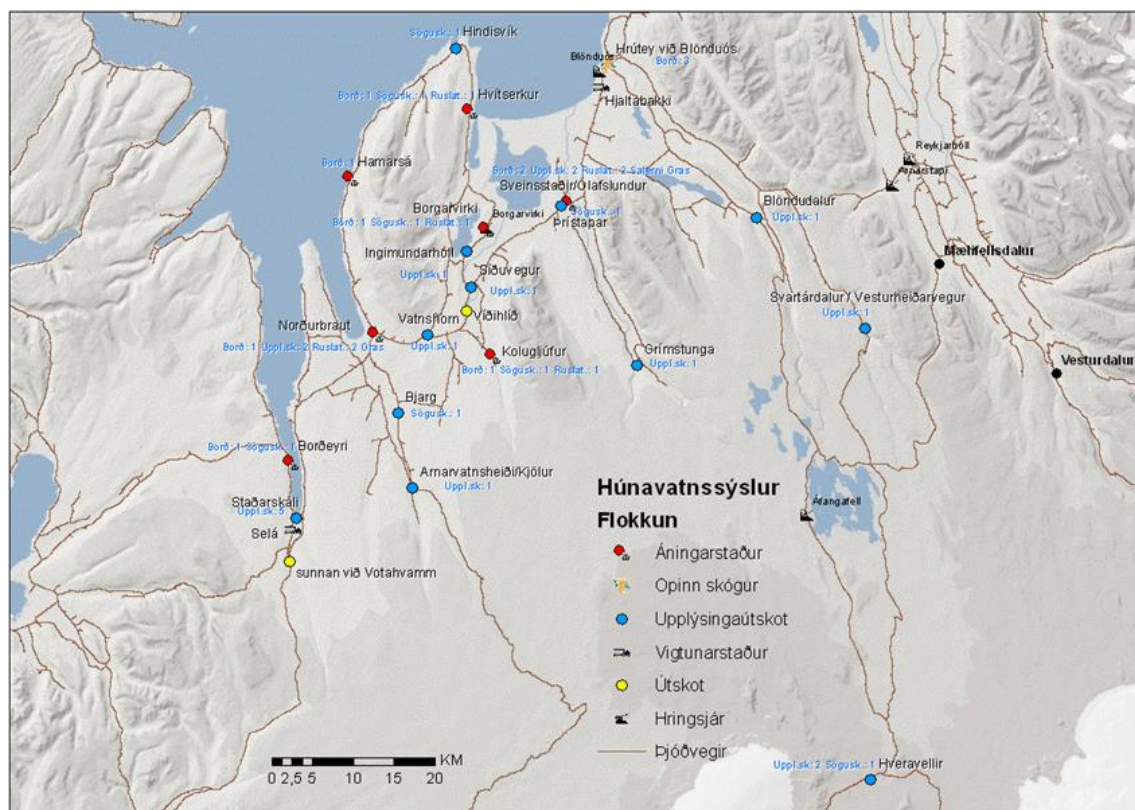 Sögusk.: 1 Hindisvík
Hrútey við Blönduós
Blönduós
Borð: 3
Borð: 1 Sögusk.: 1 Ruslat.: 1 Hvítserkur
Hjaltabakki
Borð: 1 Hamarsá
Reykjarhóll
Arnarstapi
Borð: 2 Uppl.sk: 2 Ruslat.: 2 Salerni Gras
Sveinsstaðir/Ólafslundur
Sögusk.: 1
Þrístapar
Borgarvirki
Borgarvirki
Borð: 1 Sögusk.: 1 Ruslat.: 1
Blöndudalur
Uppl.sk: 1
Ingimundarhóll
Uppl.sk: 1
Síðuvegur
Uppl.sk: 1
Mælifellsdalur
Svartárdalur / Vesturheiðarvegur
Uppl.sk: 1
Víðihlíð
Vatnshorn
Uppl.sk: 1
Norðurbraut
Borð: 1 Uppl.sk: 2 Ruslat.: 2 Gras
Kolugljúfur
Borð: 1 Sögusk.: 1 Ruslat.: 1
Grímstunga
Uppl.sk: 1
Vesturdalur
Bjarg
Sögusk.: 1
Borð: 1 Sögusk.: 1 Borðeyri
Arnarvatnsheiði/Kjölur
Uppl.sk: 1
Staðarskáli
Uppl.sk: 5
Selá
sunnan við Votahvamm
Áfangafell
Húnavatnssýslur
Flokkun
Áningarstaður
Opinn skógur
Upplýsingaútskot
Vigtunarstaður
Útskot
Hringsjár
Þjóðvegir
KM
0 2,5 5 10 15 20
Uppl.sk: 2 Sögusk.: 1 Hveravellir